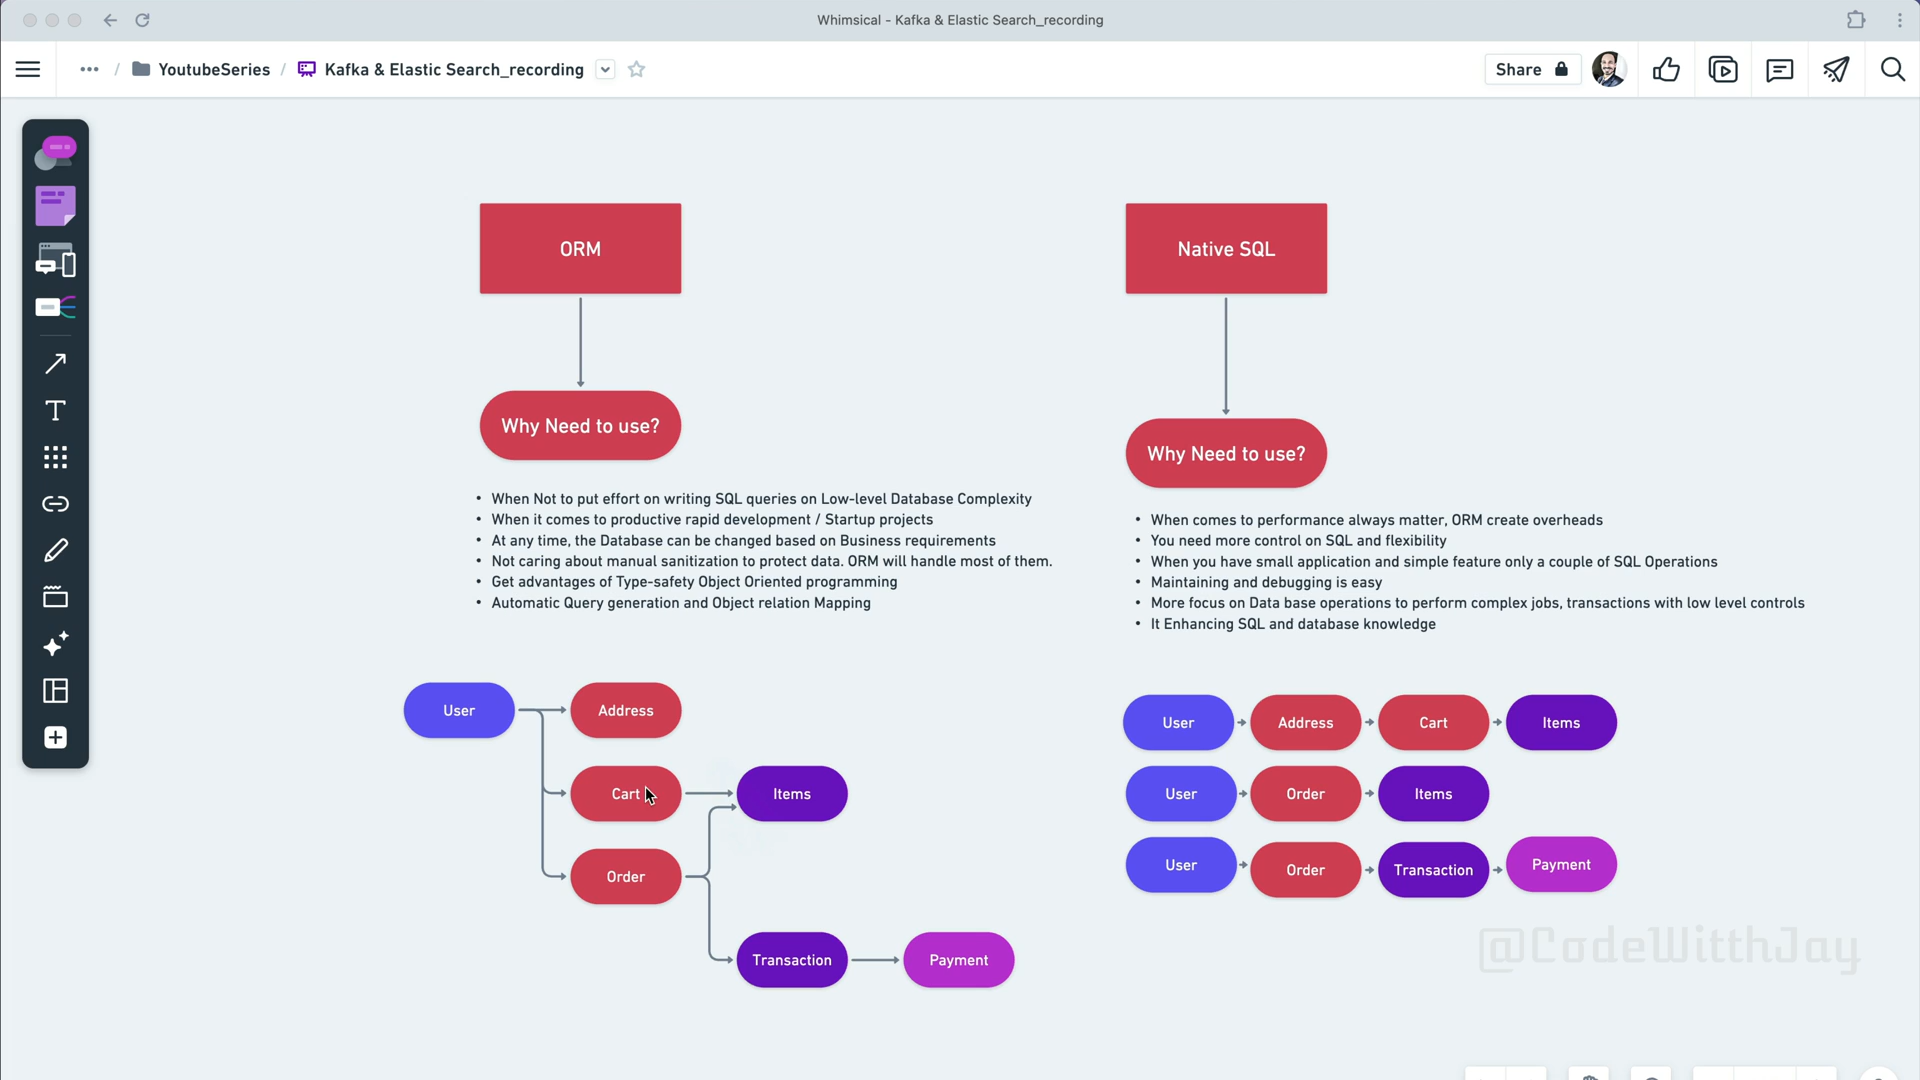 Whimsical - Kafka & Elastic Search_recording
/ YoutubeSeries / Kafka & Elastic Search_recording
Share
ORM
Native SQL
Why Need to use?
Why Need to use?
• When Not to put effort on writing SQL queries on Low-level Database Complexity
• When it comes to productive rapid development / Startup projects
• At any time, the Database can be changed based on Business requirements
• Not caring about manual sanitization to protect data. ORM will handle most of them.
• Get advantages of Type-safety Object Oriented programming
• Automatic Query generation and Object relation Mapping
• When comes to performance always matter, ORM create overheads
• You need more control on SQL and flexibility
• When you have small application and simple feature only a couple of SQL Operations
• Maintaining and debugging is easy
• More focus on Data base operations to perform complex jobs, transactions with low level controls
• It Enhancing SQL and database knowledge
User
Address
Cart
Items
Order
Transaction
Payment
User Address Cart Items
User Order Items
User Order Transaction Payment
@CodeWitthJay